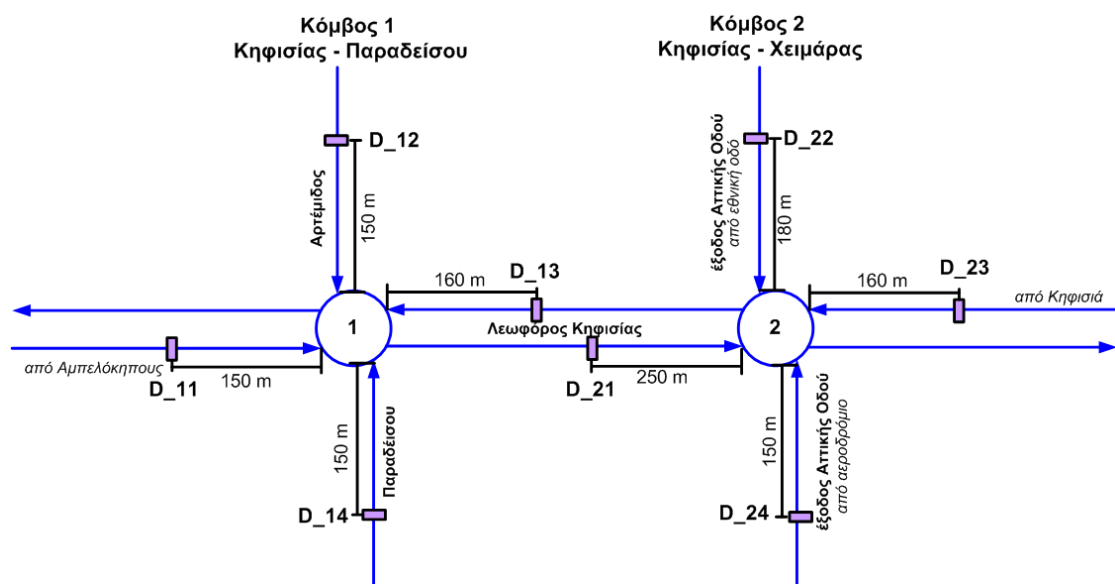 Κόμβος 1
Κηφισίας - Παραδείσου
Κόμβος 2
Κηφισίας - Χειμάρας
D_12
Αρτέμιδος
150 m
D_22
έξοδος Αττικής Οδού
από εθνική οδό
180 m
160 m
D_13
160 m
D_23
από Κηφισιά
1
Λεωφόρος Κηφισίας
2
από Αμπελόκηπους
D_11
150 m
D_21
250 m
150 m
Παραδείσου
D_14
150 m
έξοδος Αττικής Οδού
από αεροδρόμιο
D_24